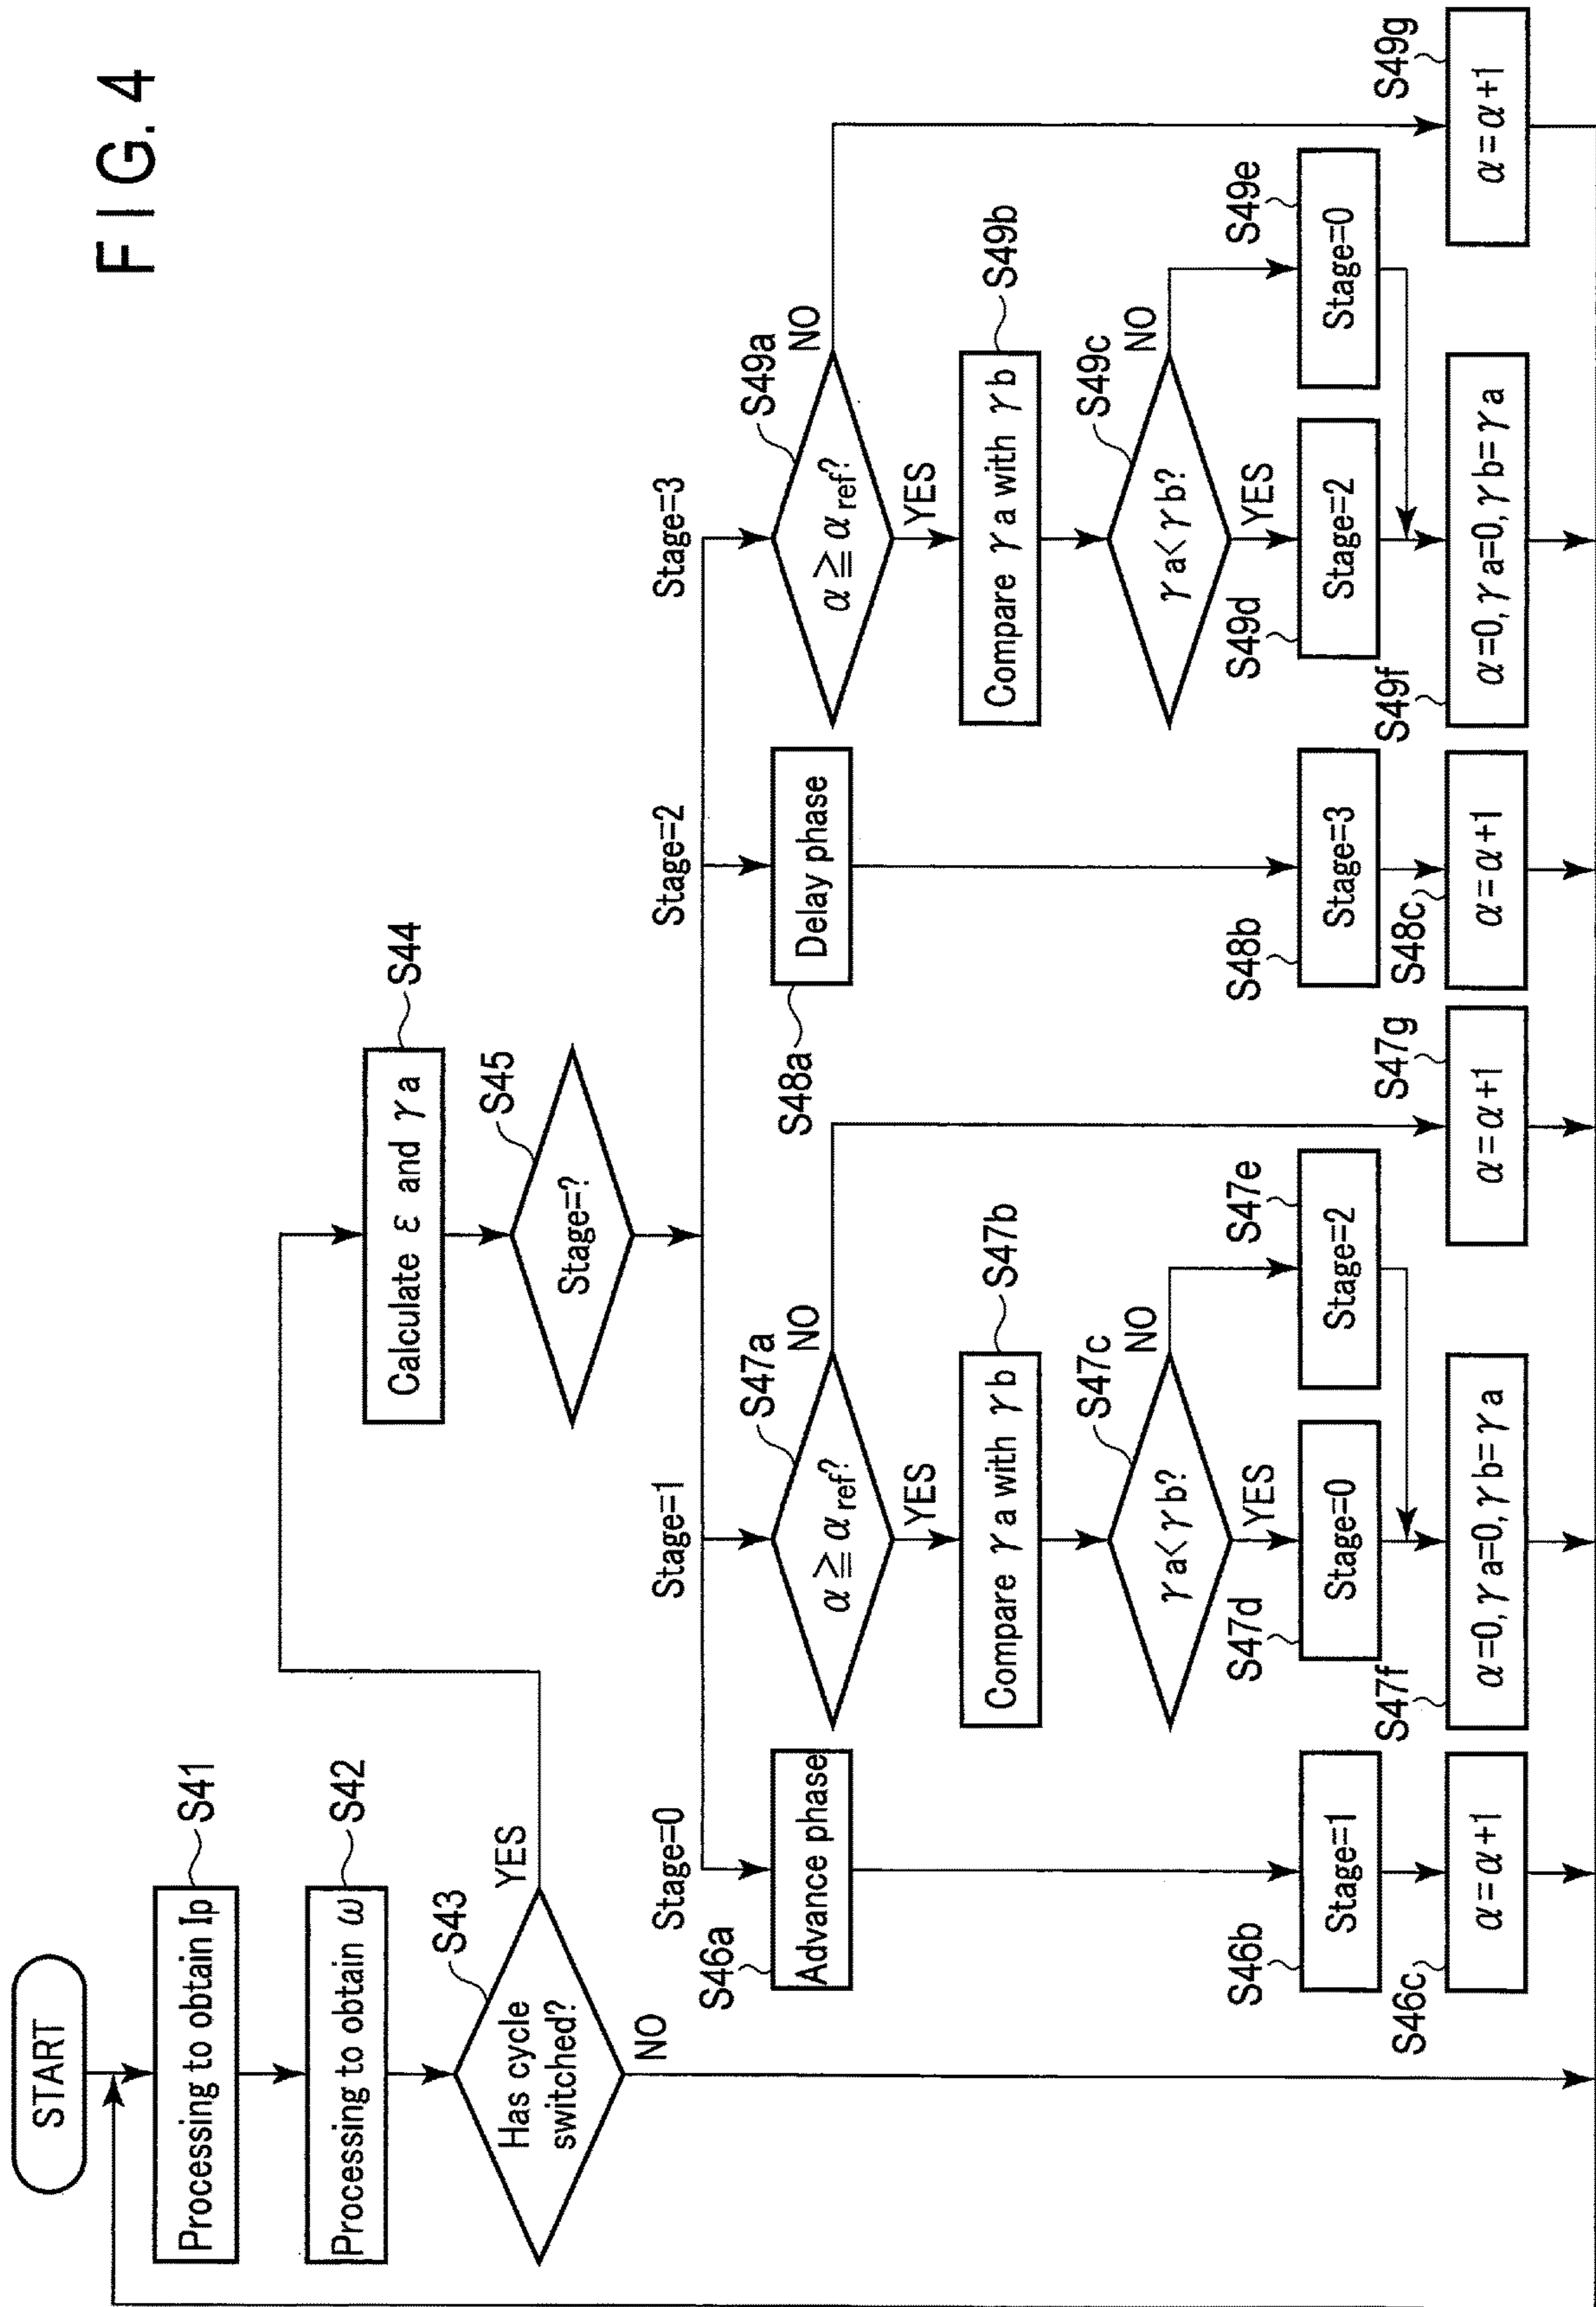 FIG. 4
START
Processing to obtain Ip
S41
Processing to obtain ω
S42
Has cycle
switched?
S43
YES
NO
Calculate ε and γa
S44
Stage=?
S45
Stage=0
Stage=1
Stage=2
Stage=3
S46a
Advance phase
S46b
Stage=1
S46c
α=α+1
S47a
α≧αref?
NO
YES
Compare γa with γb
S47b
S47c
γa<γb?
NO
YES
S47d
Stage=0
S47e
Stage=2
S47f
α=0, γa=0, γb=γa
S47g
α=α+1
S48a
Delay phase
S48b
Stage=3
S48c
α=α+1
S49a
α≧αref?
NO
YES
Compare γa with γb
S49b
S49c
γa<γb?
NO
YES
S49d
Stage=2
S49e
Stage=0
S49f
α=0, γa=0, γb=γa
S49g
α=α+1